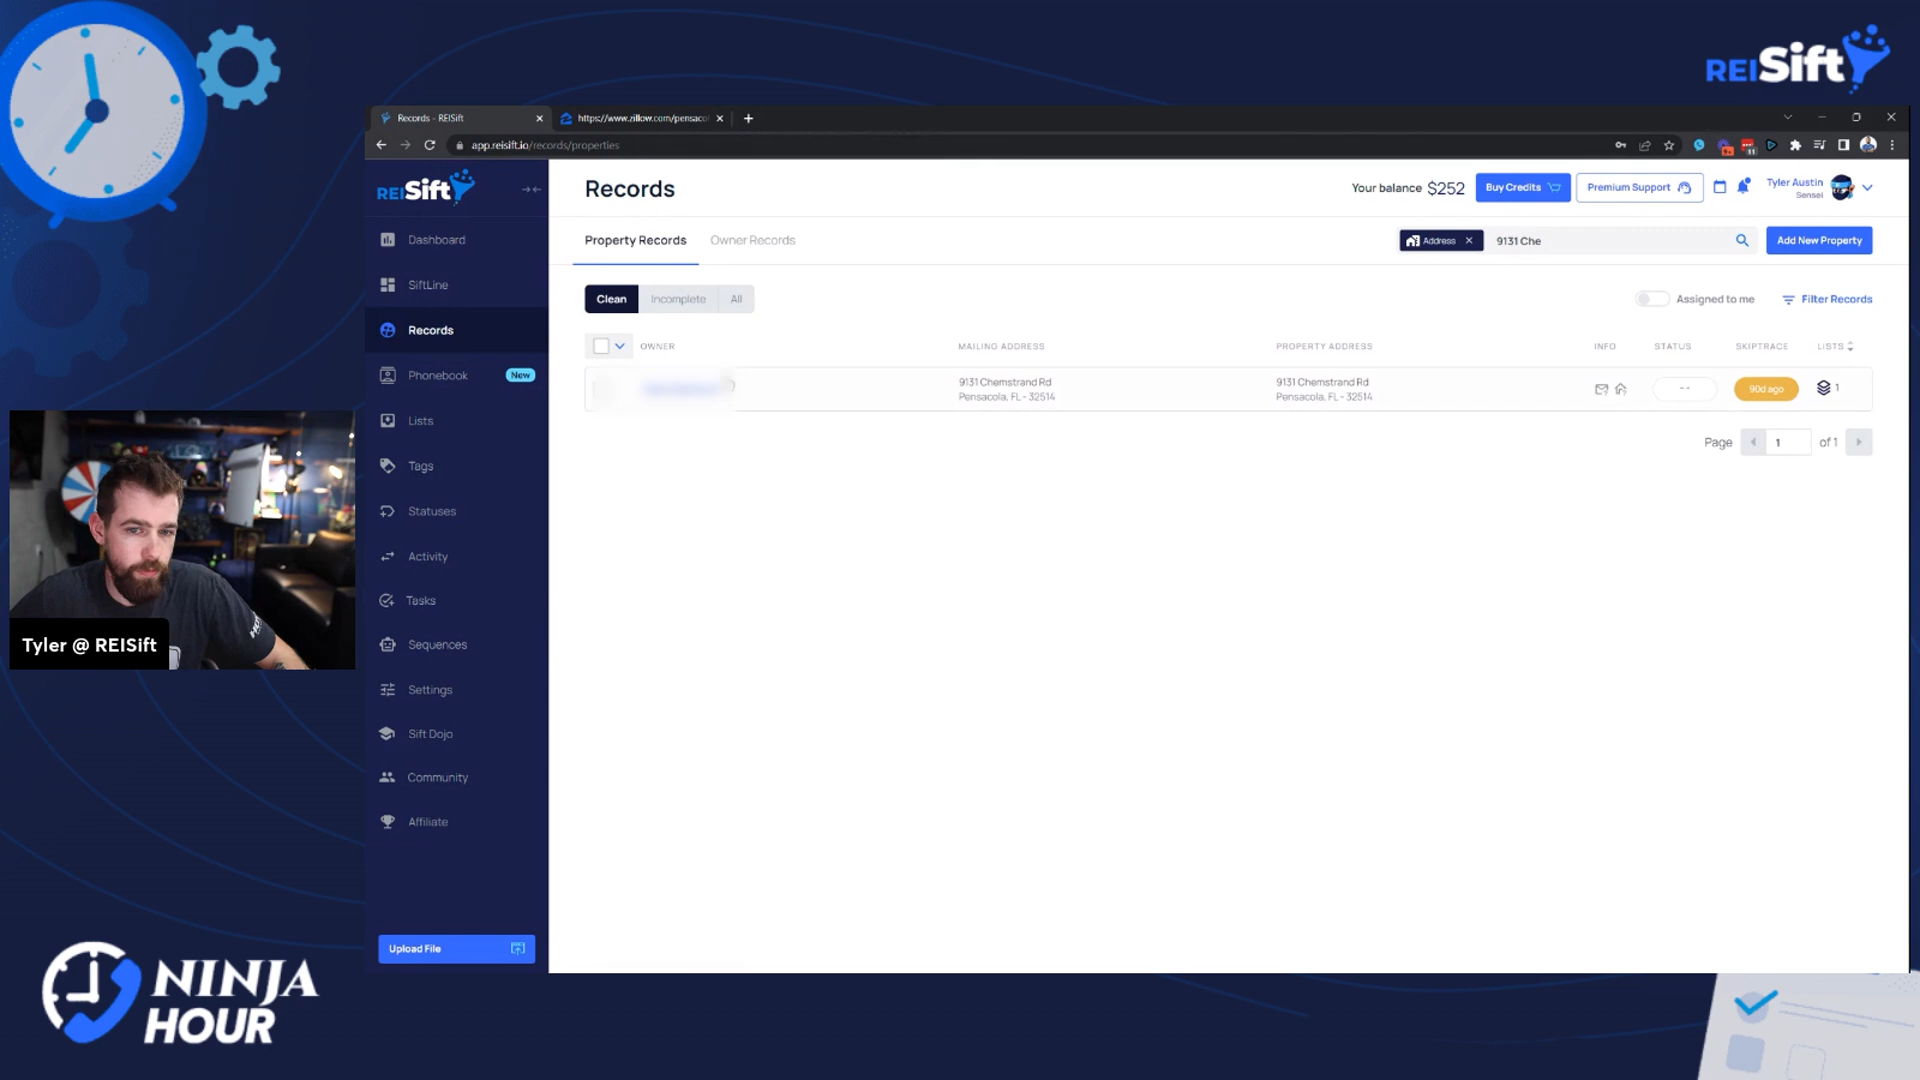 REISift
Records - REISift
https://www.zillow.com/pensacol
app.reisift.io/records/properties
REISift
Records
Your balance $252
Buy Credits
Premium Support
Tyler Austin
Sensei
Dashboard
Property Records
Owner Records
Address
9131 Che
Add New Property
SiftLine
Clean
Incomplete
All
Assigned to me
Filter Records
Records
OWNER
MAILING ADDRESS
PROPERTY ADDRESS
INFO
STATUS
SKIPTRACE
LISTS
Phonebook
New
9131 Chemstrand Rd
Pensacola, FL - 32514
9131 Chemstrand Rd
Pensacola, FL - 32514
--
90d ago
1
Lists
Page
1
of 1
Tags
Statuses
Activity
Tasks
Sequences
Settings
Sift Dojo
Community
Affiliate
Upload File
Tyler @ REISift
NINJA
HOUR